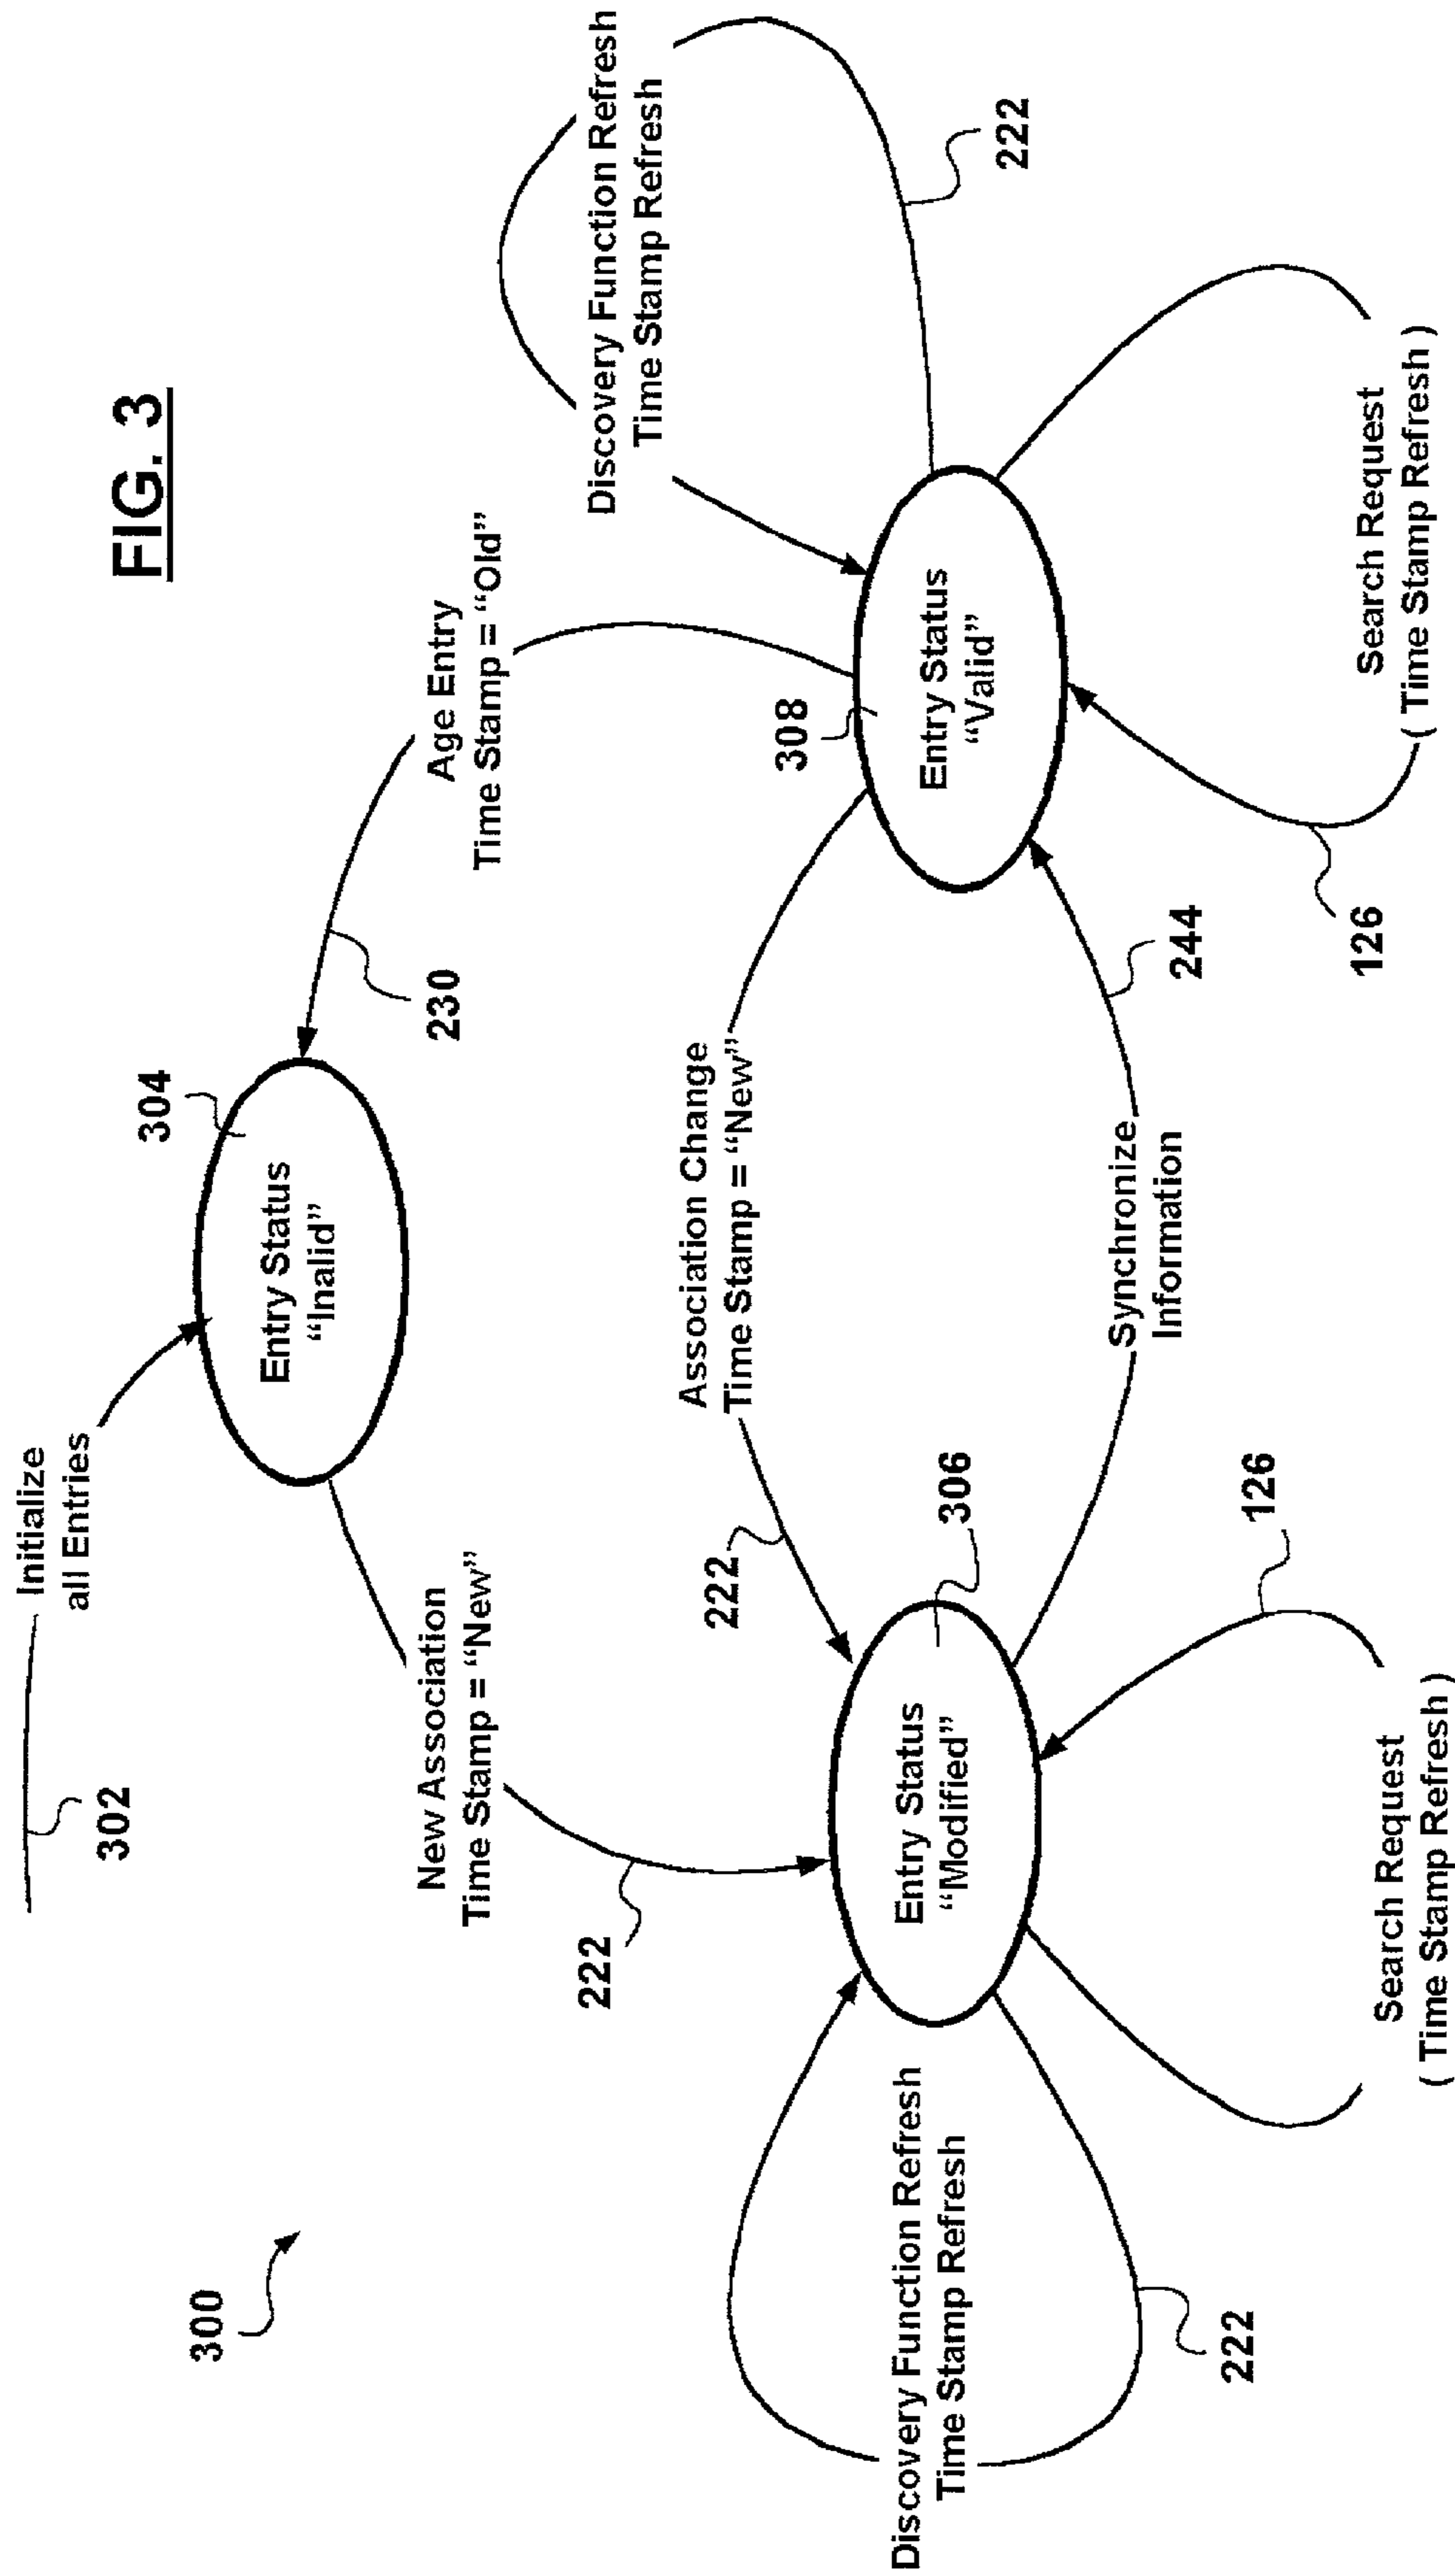 FIG. 3
300
302
Initialize
all Entries
304
Entry Status
“Inalid”
230
Age Entry
Time Stamp = “Old”
New Association
Time Stamp = “New”
222
Discovery Function Refresh
Time Stamp Refresh
222
308
Entry Status
“Valid”
Association Change
Time Stamp = “New”
222
306
Entry Status
“Modified”
Discovery Function Refresh
Time Stamp Refresh
222
Synchronize
Information
244
126
Search Request
( Time Stamp Refresh )
126
Search Request
( Time Stamp Refresh )